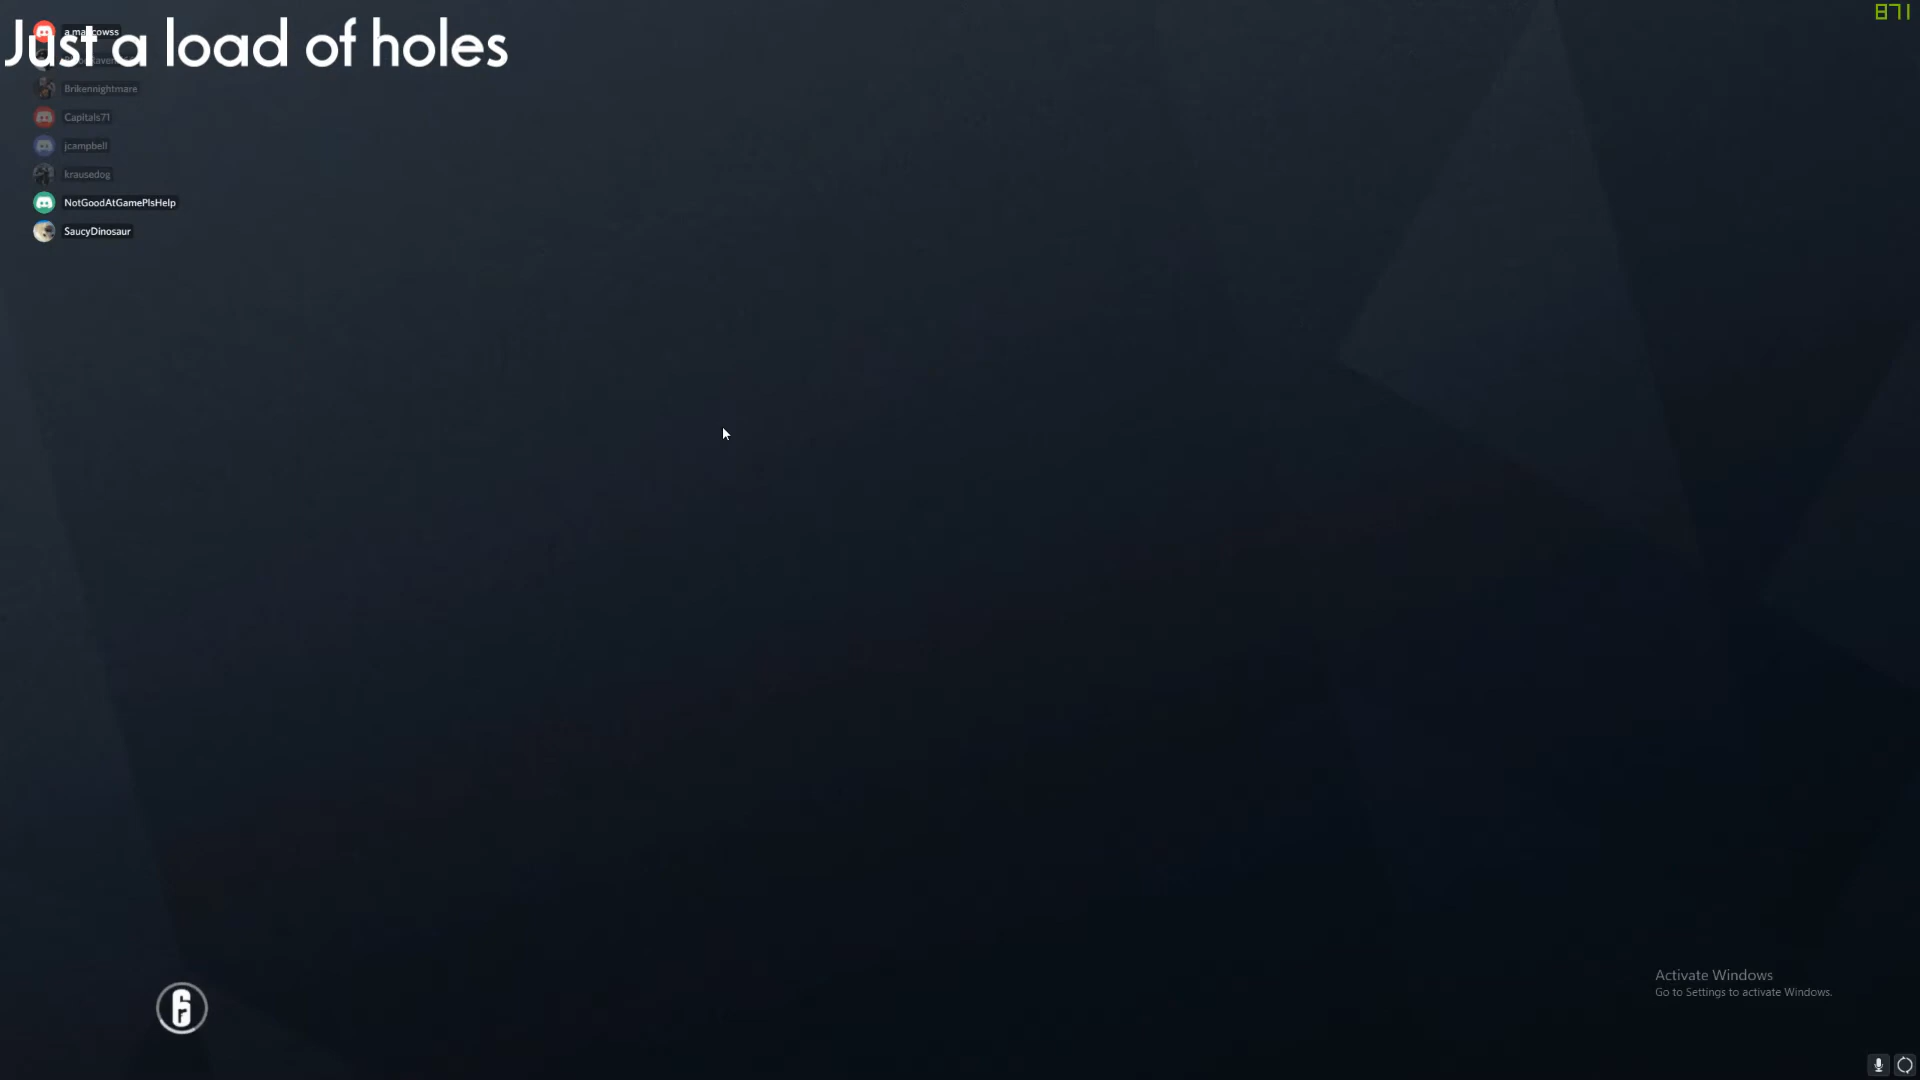 Just a load of holes
Brikennightmare
Capitals71
jcampbell
krausedog
NotGoodAtGamePlsHelp
SaucyDinosaur
871
Activate Windows
Go to Settings to activate Windows.